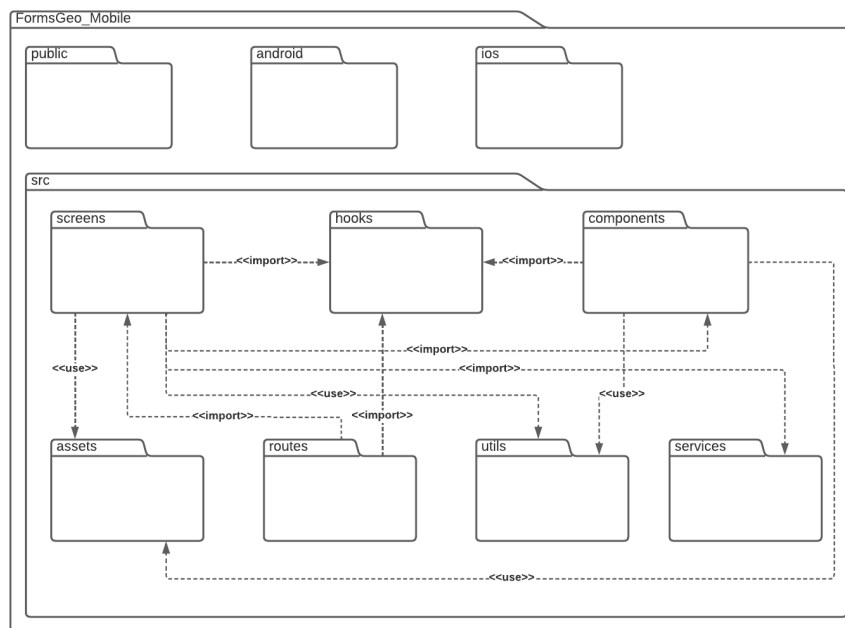 FormsGeo_Mobile
public
android
ios
src
screens
hooks
components
<<import>>
<<import>>
<<import>>
<<use>>
<<import>>
<<use>>
<<use>>
<<import>>
<<import>>
assets
routes
utils
services
<<use>>